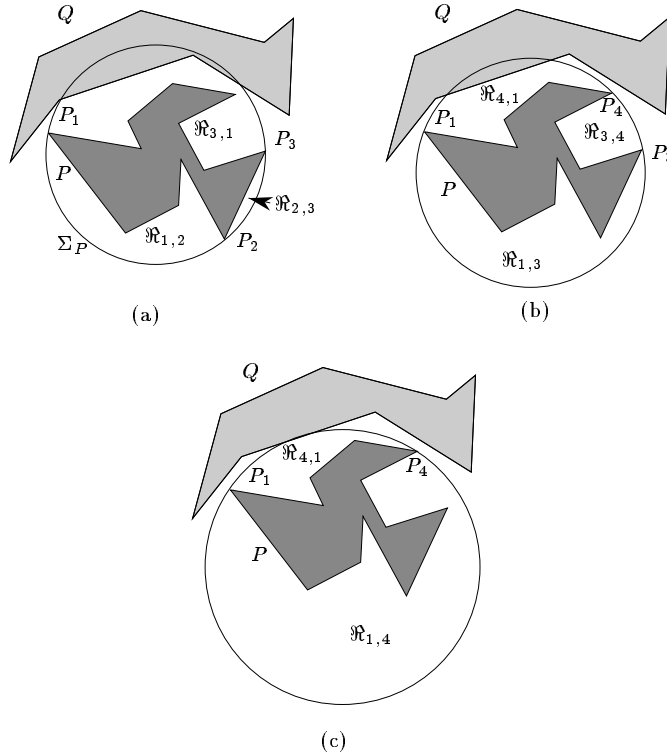 Q
P₁
ℜ₃,₁
P₃
P
ℜ₂,₃
ℜ₁,₂
Σ_P
P₂
(a)
Q
ℜ₄,₁
P₄
P₁
ℜ₃,₄
P
ℜ₁,₃
(b)
Q
ℜ₄,₁
P₁
P₄
P
ℜ₁,₄
(c)